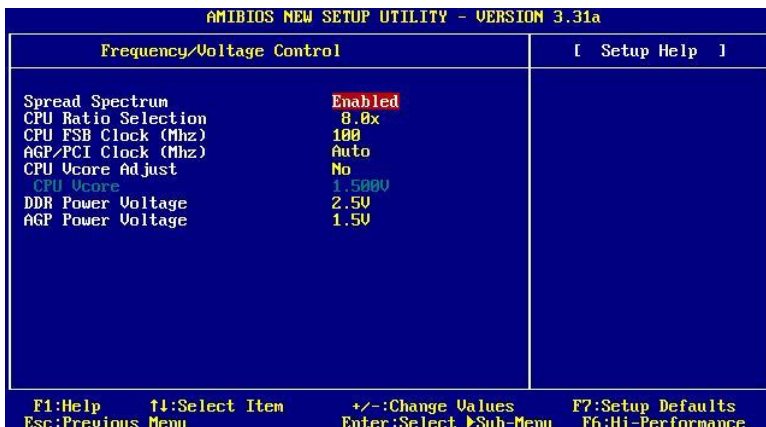 AMIBIOS NEW SETUP UTILITY - VERSION 3.31a
Frequency/Voltage Control
[ Setup Help ]
Spread Spectrum Enabled
CPU Ratio Selection 8.0x
CPU FSB Clock (Mhz) 100
AGP/PCI Clock (Mhz) Auto
CPU Vcore Adjust No
CPU Vcore 1.500V
DDR Power Voltage 2.5V
AGP Power Voltage 1.5V
F1:Help ↑↓:Select Item +/-:Change Values F7:Setup Defaults
Esc:Previous Menu Enter:Select ▶Sub-Menu F6:Hi-Performance